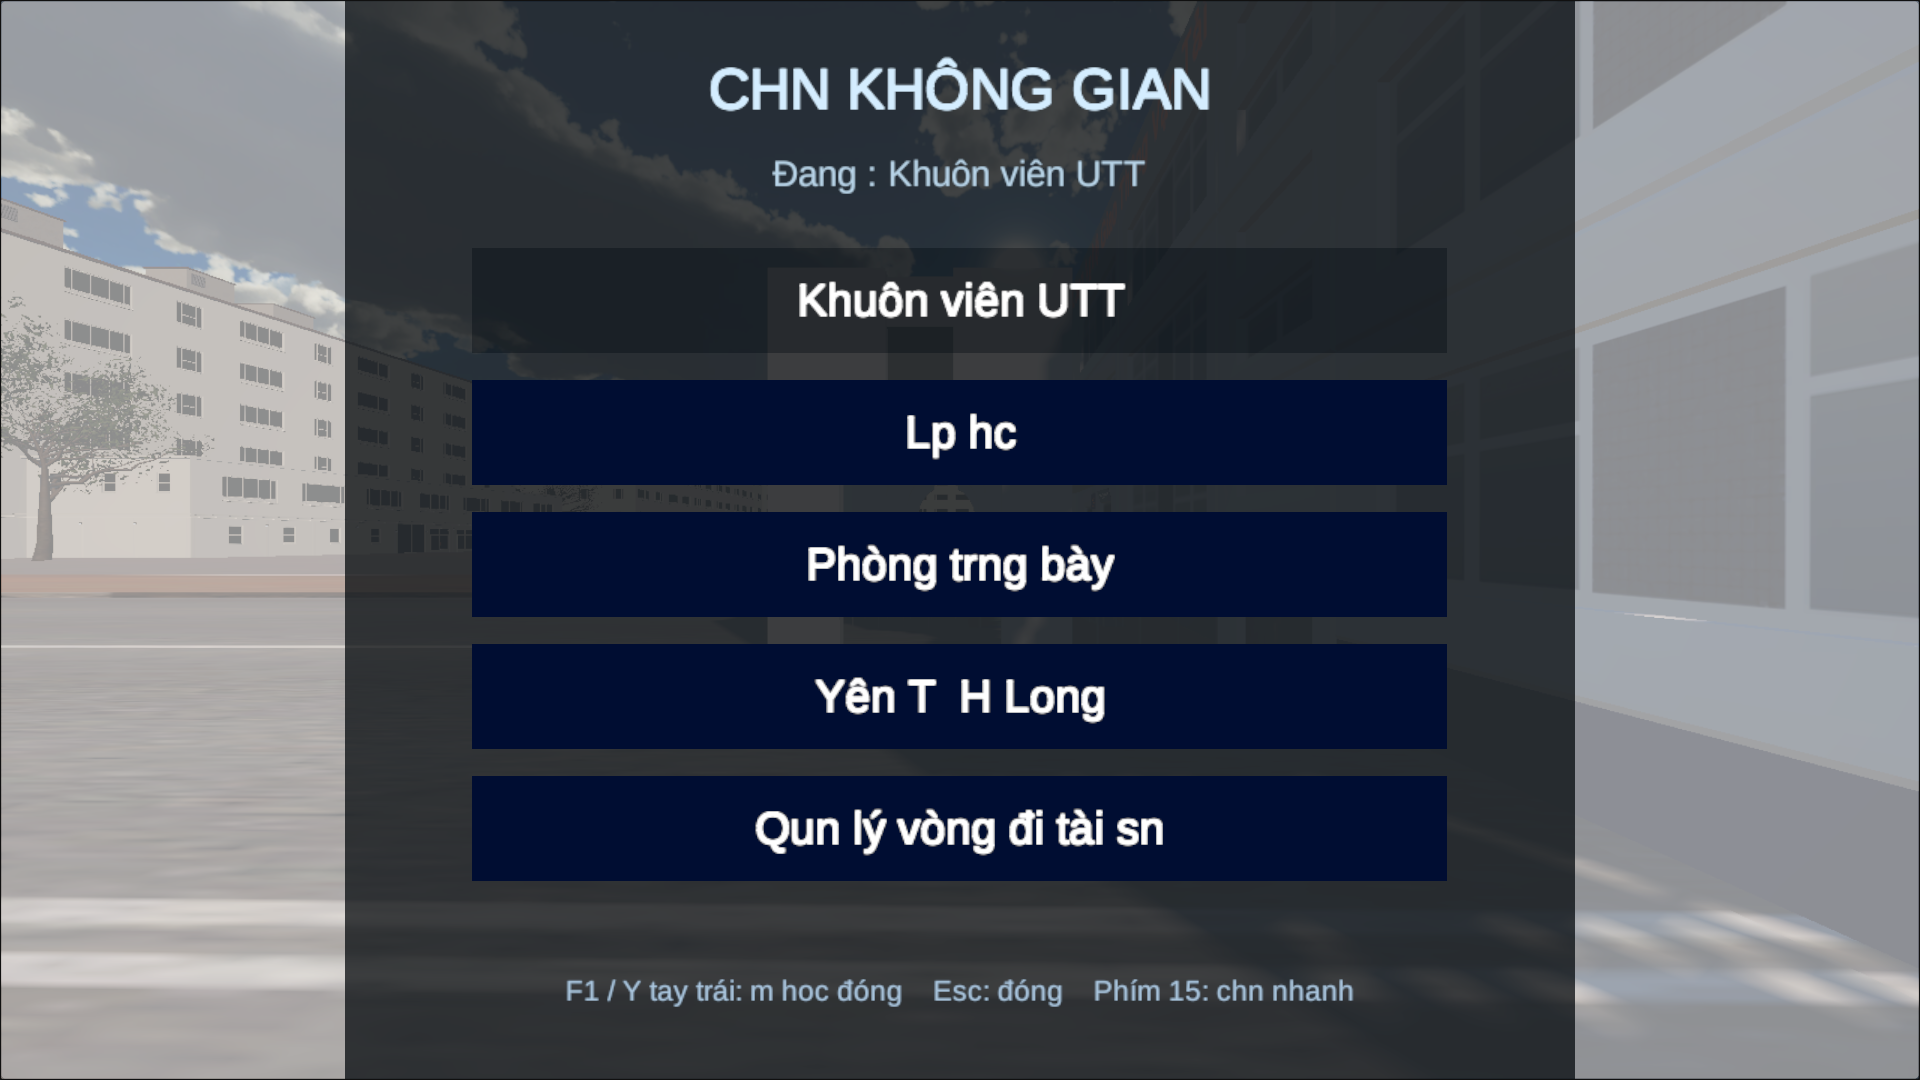 CHN KHÔNG GIAN
Đang : Khuôn viên UTT
Khuôn viên UTT
Lp hc
Phòng trng bày
Yên T  H Long
Qun lý vòng đi tài sn
F1 / Y tay trái: m hoc đóng    Esc: đóng    Phím 15: chn nhanh